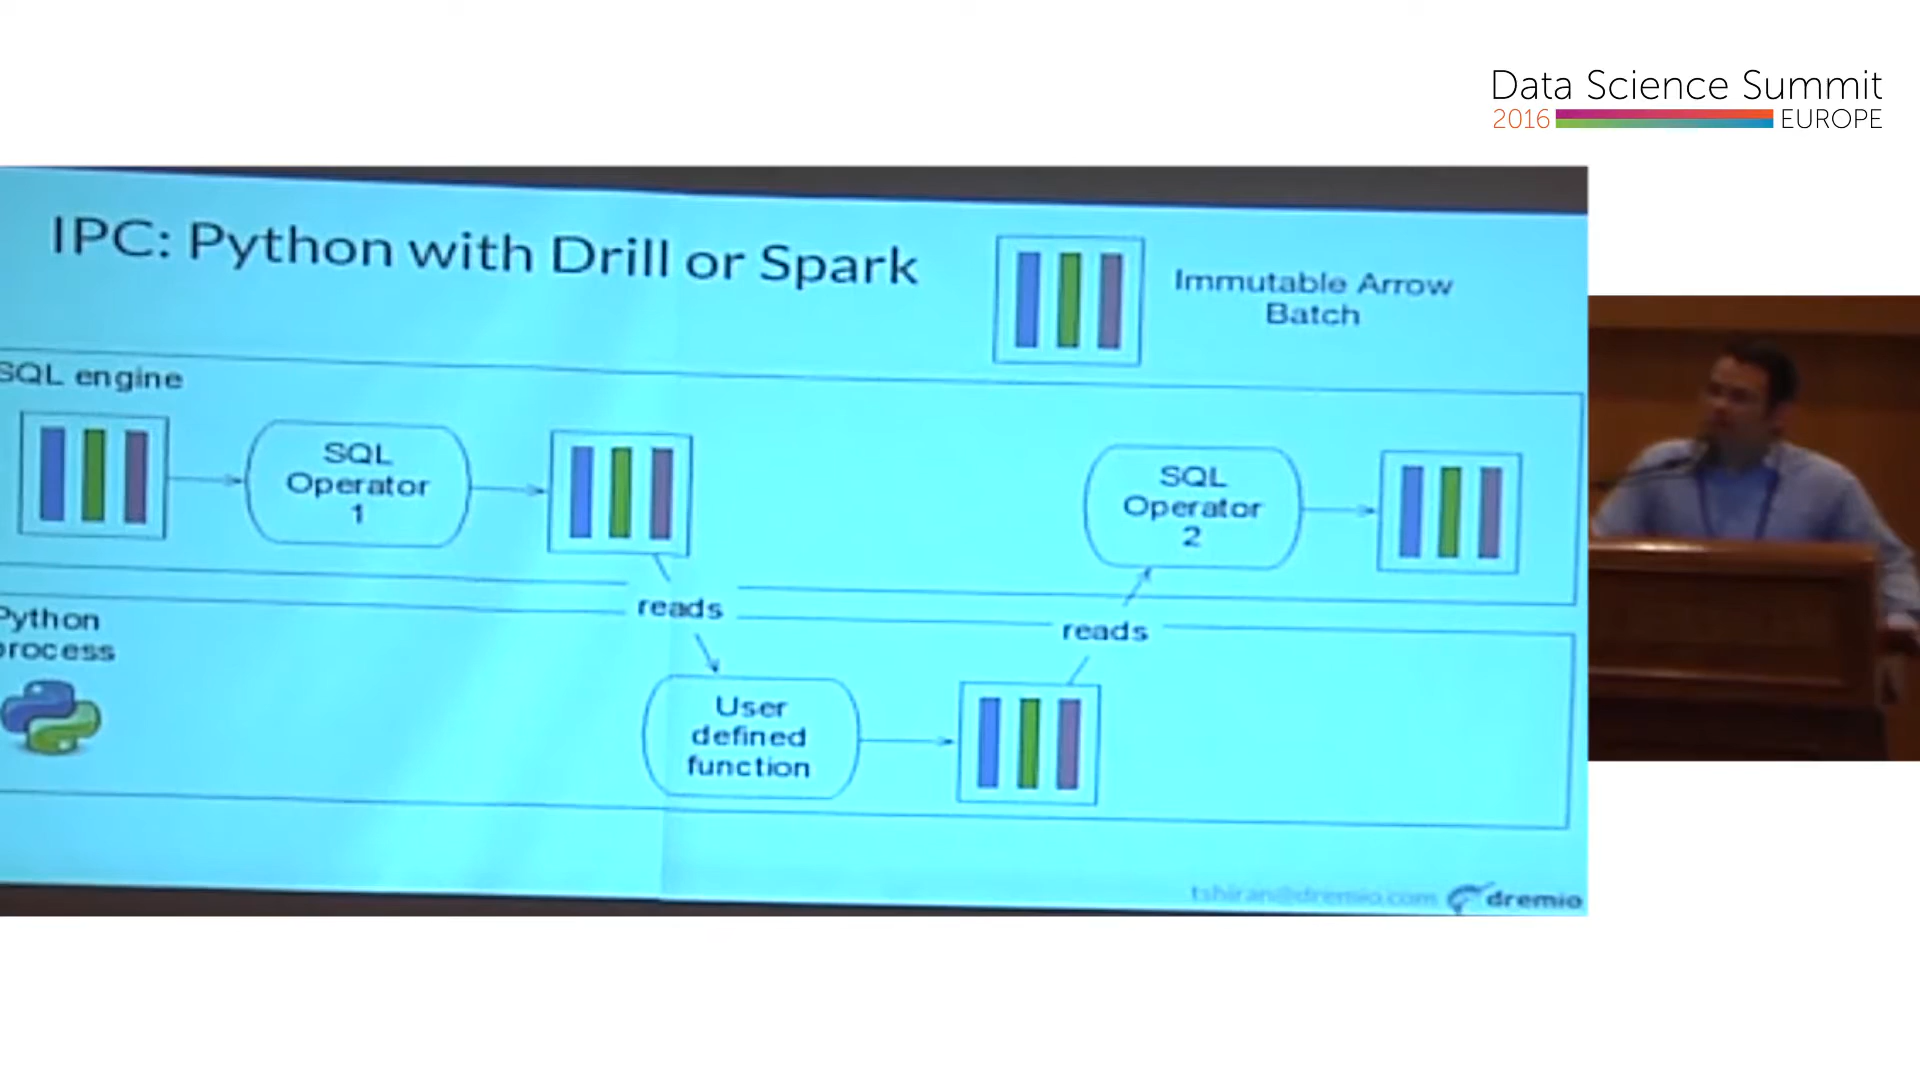 Data Science Summit
2016 EUROPE
IPC: Python with Drill or Spark
Immutable Arrow
Batch
SQL engine
SQL
Operator
1
SQL
Operator
2
reads
reads
Python
process
User
defined
function
tshiran@dremio.com dremio